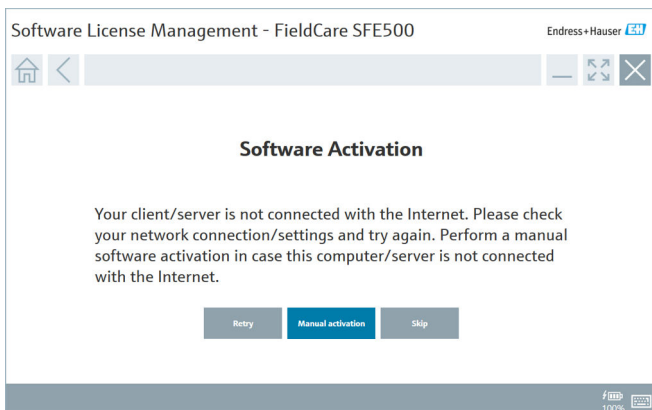 Software License Management - FieldCare SFE500
Endress+Hauser EH
Software Activation
Your client/server is not connected with the Internet. Please check
your network connection/settings and try again. Perform a manual
software activation in case this computer/server is not connected
with the Internet.
Retry
Manual activation
Skip
100%